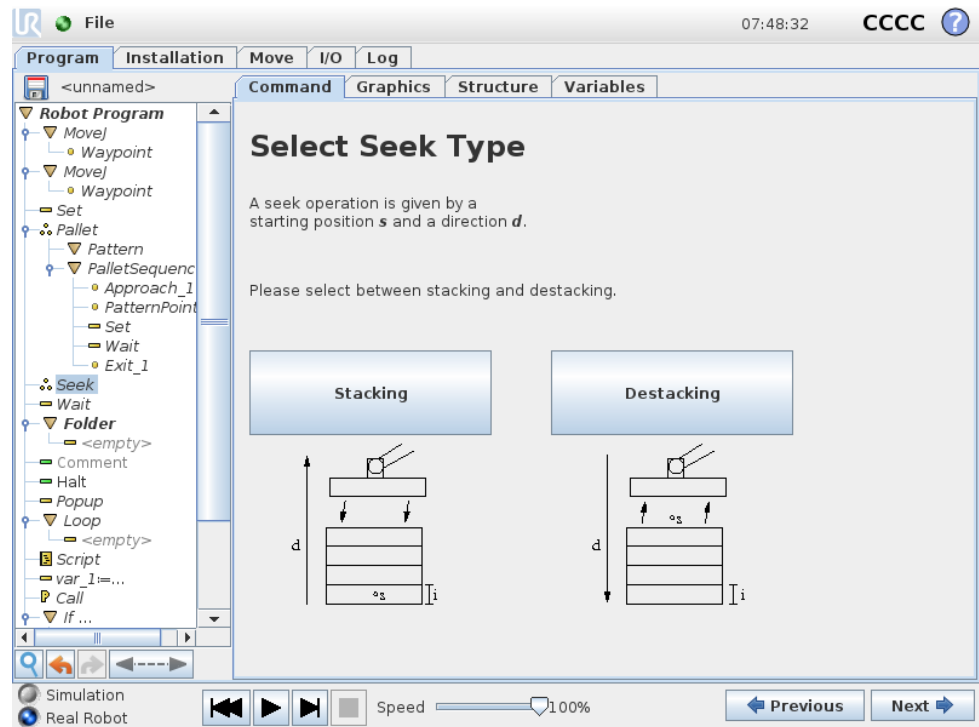 UR File 07:48:32 CCCC ?
Program Installation Move I/O Log
<unnamed>
Command Graphics Structure Variables
Robot Program
MoveJ
Waypoint
MoveJ
Waypoint
Set
Pallet
Pattern
PalletSequenc
Approach_1
PatternPoint
Set
Wait
Exit_1
Seek
Wait
Folder
<empty>
Comment
Halt
Popup
Loop
<empty>
Script
var_1:=...
Call
If ...
Select Seek Type
A seek operation is given by a
starting position s and a direction d.
Please select between stacking and destacking.
Stacking Destacking
s
d d
s i i
Simulation
Real Robot
Speed 100%
Previous Next